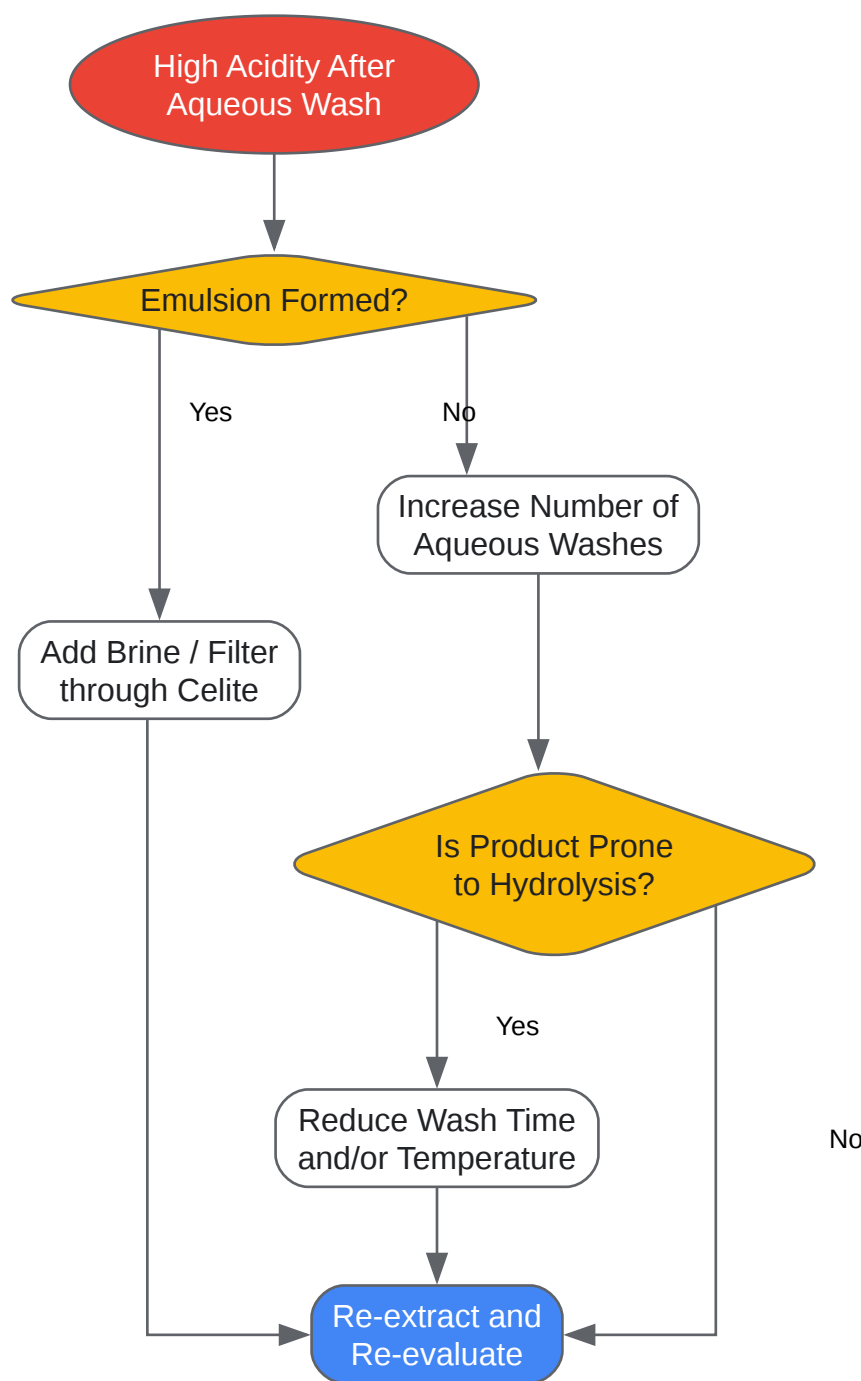 High Acidity After
Aqueous Wash
Emulsion Formed?
Yes
No
Increase Number of
Aqueous Washes
Add Brine / Filter
through Celite
Is Product Prone
to Hydrolysis?
Yes
Reduce Wash Time
and/or Temperature
No
Re-extract and
Re-evaluate